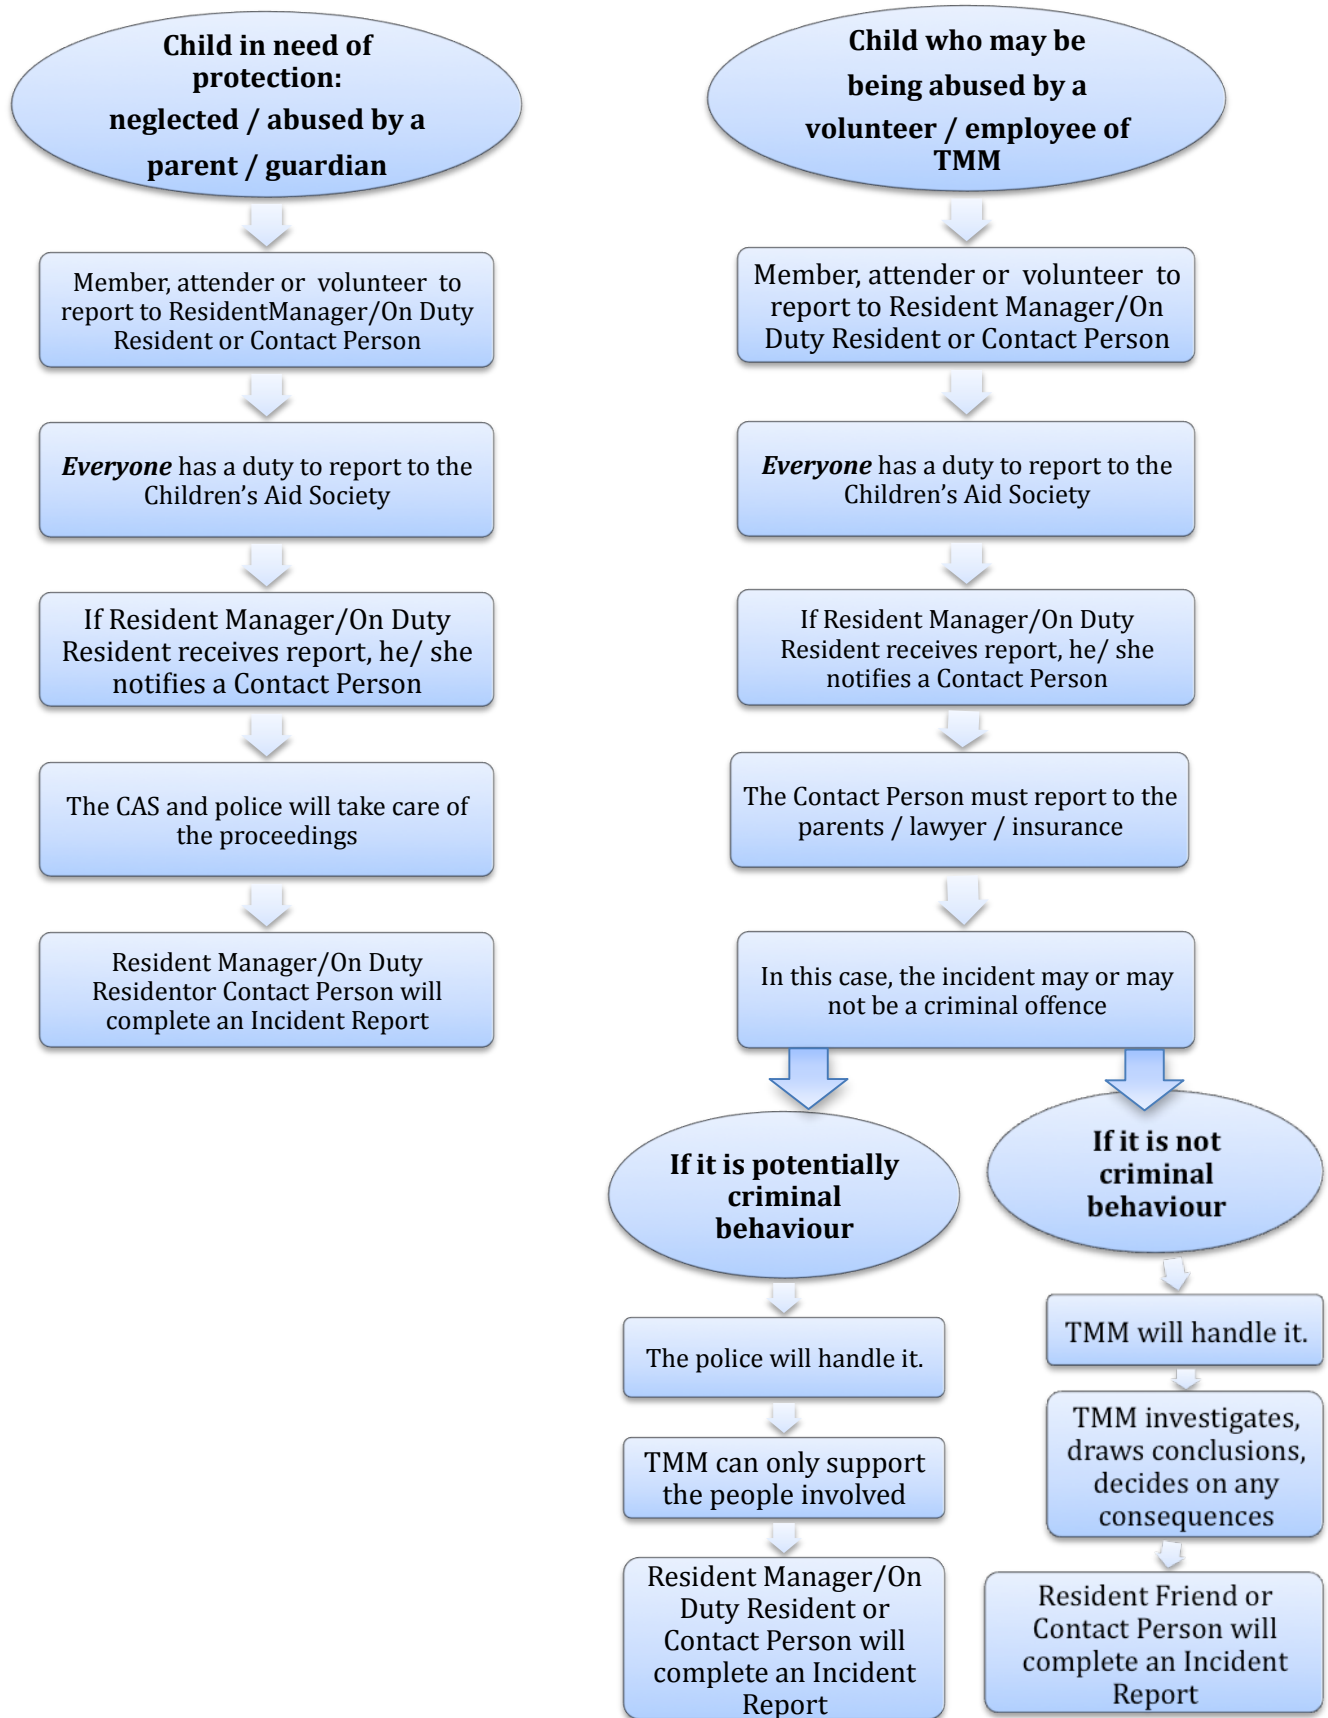 Child in need of
protection:
neglected / abused by a
parent / guardian
Member, attender or volunteer to
report to ResidentManager/On Duty
Resident or Contact Person
Everyone has a duty to report to the
Children’s Aid Society
If Resident Manager/On Duty
Resident receives report, he/ she
notifies a Contact Person
The CAS and police will take care of
the proceedings
Resident Manager/On Duty
Residentor Contact Person will
complete an Incident Report
Child who may be
being abused by a
volunteer / employee of
TMM
Member, attender or volunteer to
report to Resident Manager/On
Duty Resident or Contact Person
Everyone has a duty to report to the
Children’s Aid Society
If Resident Manager/On Duty
Resident receives report, he/ she
notifies a Contact Person
The Contact Person must report to the
parents / lawyer / insurance
In this case, the incident may or may
not be a criminal offence
If it is potentially
criminal
behaviour
The police will handle it.
TMM can only support
the people involved
Resident Manager/On
Duty Resident or
Contact Person will
complete an Incident
Report
If it is not
criminal
behaviour
TMM will handle it.
TMM investigates,
draws conclusions,
decides on any
consequences
Resident Friend or
Contact Person will
complete an Incident
Report